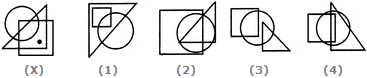 (X) (1) (2) (3) (4)